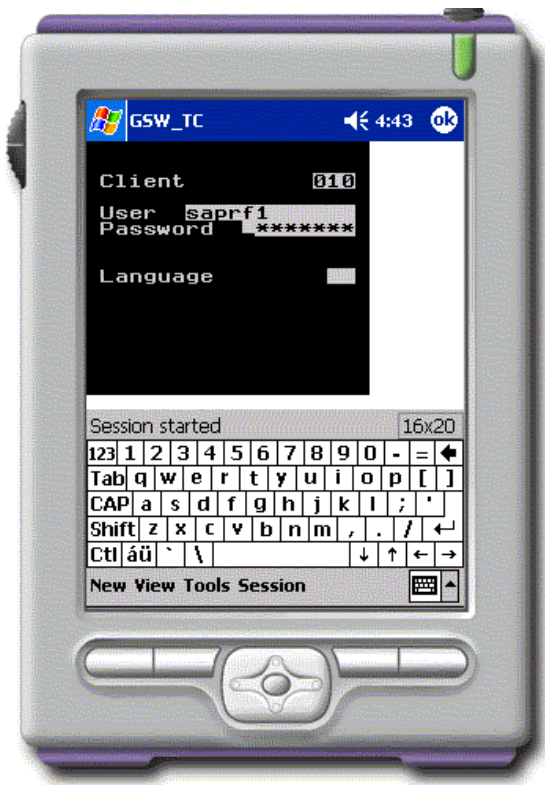 GSW_TC 4:43 ok
Client 010
User saprf1
Password *******
Language
Session started 16x20
123 1 2 3 4 5 6 7 8 9 0 - =
Tab q w e r t y u i o p [ ]
CAP a s d f g h j k l ; '
Shift z x c v b n m , . /
Ctl áü ` \
New View Tools Session